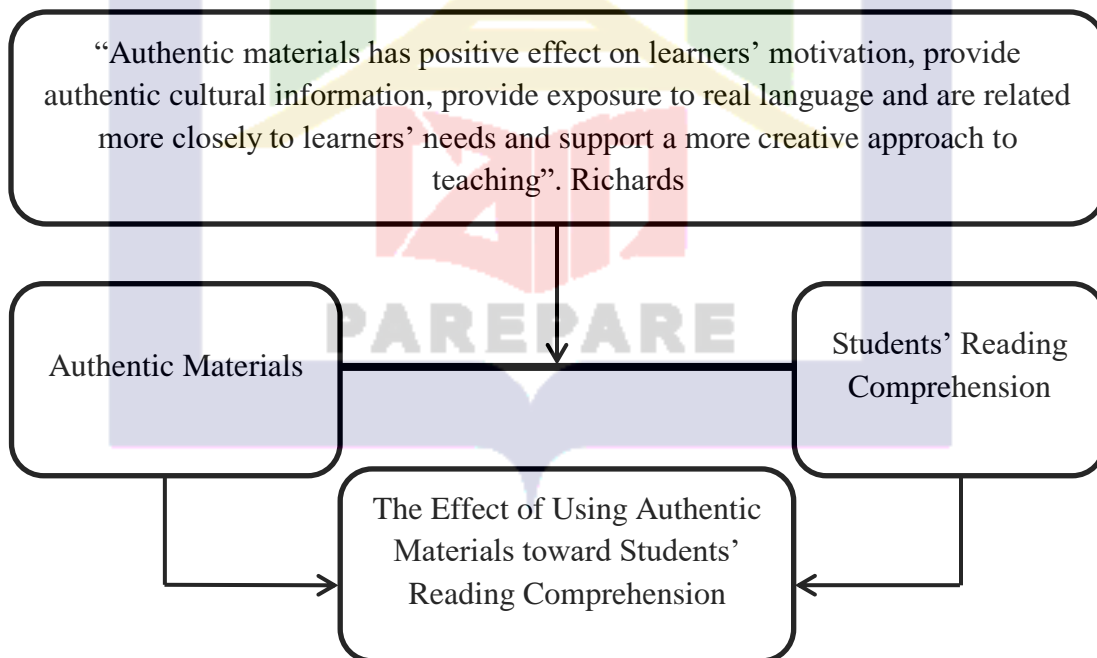 “Authentic materials has positive effect on learners’ motivation, provide
authentic cultural information, provide exposure to real language and are related
more closely to learners’ needs and support a more creative approach to
teaching”. Richards
PAREPARE
Authentic Materials
Students’ Reading
Comprehension
The Effect of Using Authentic
Materials toward Students’
Reading Comprehension